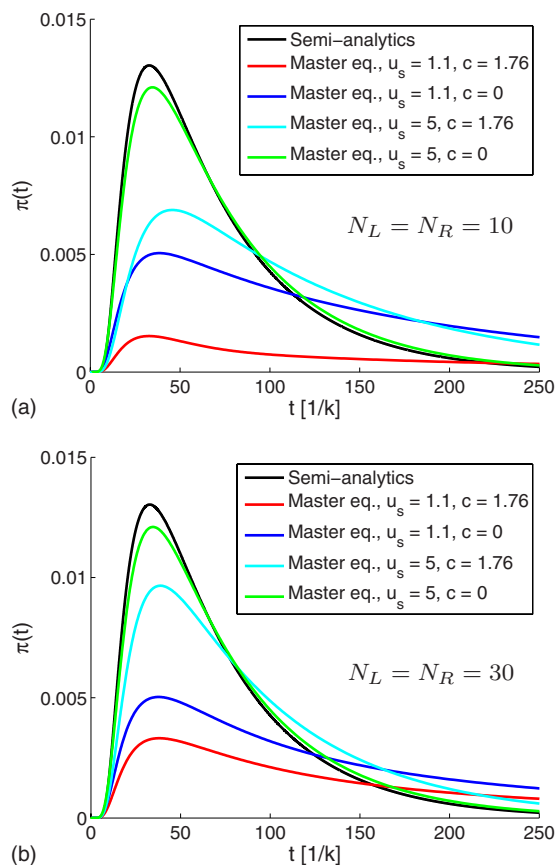 0.015
0.01
0.005
0
π(t)
Semi−analytics
Master eq., u_s = 1.1, c = 1.76
Master eq., u_s = 1.1, c = 0
Master eq., u_s = 5, c = 1.76
Master eq., u_s = 5, c = 0
N_L = N_R = 10
0 50 100 150 200 250
t [1/k]
(a)
0.015
0.01
0.005
0
π(t)
Semi−analytics
Master eq., u_s = 1.1, c = 1.76
Master eq., u_s = 1.1, c = 0
Master eq., u_s = 5, c = 1.76
Master eq., u_s = 5, c = 0
N_L = N_R = 30
0 50 100 150 200 250
t [1/k]
(b)